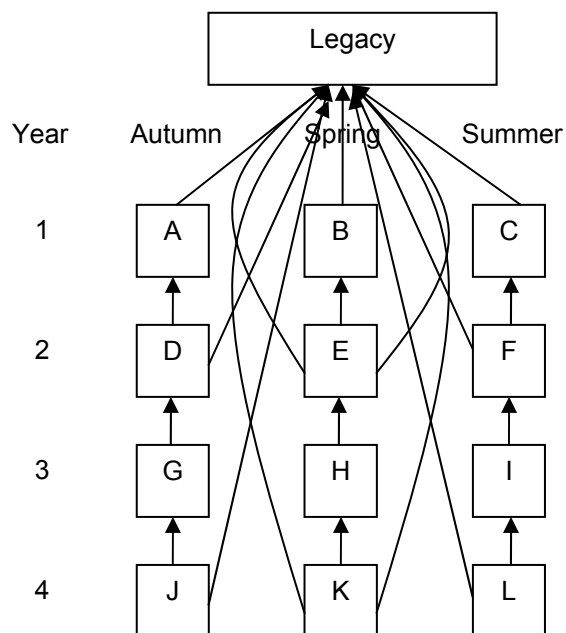 Legacy
Year Autumn Spring Summer
1 A B C
2 D E F
3 G H I
4 J K L